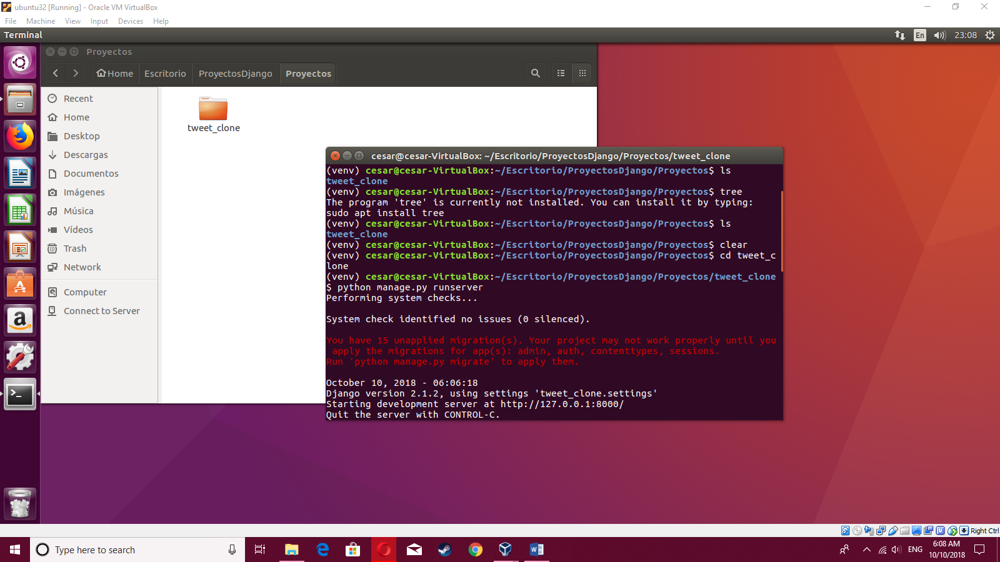 ubuntu32 [Running] - Oracle VM VirtualBox
File Machine View Input Devices Help
Terminal
En
23:08
Proyectos
Home Escritorio ProyectosDjango Proyectos
Recent
Home
Desktop
Descargas
Documentos
Imágenes
Música
Vídeos
Trash
Network
Computer
Connect to Server
tweet_clone
cesar@cesar-VirtualBox: ~/Escritorio/ProyectosDjango/Proyectos/tweet_clone
(venv) cesar@cesar-VirtualBox:~/Escritorio/ProyectosDjango/Proyectos$ ls
tweet_clone
(venv) cesar@cesar-VirtualBox:~/Escritorio/ProyectosDjango/Proyectos$ tree
The program 'tree' is currently not installed. You can install it by typing:
sudo apt install tree
(venv) cesar@cesar-VirtualBox:~/Escritorio/ProyectosDjango/Proyectos$ ls
tweet_clone
(venv) cesar@cesar-VirtualBox:~/Escritorio/ProyectosDjango/Proyectos$ clear
(venv) cesar@cesar-VirtualBox:~/Escritorio/ProyectosDjango/Proyectos$ cd tweet_c
lone
(venv) cesar@cesar-VirtualBox:~/Escritorio/ProyectosDjango/Proyectos/tweet_clone
$ python manage.py runserver
Performing system checks...
System check identified no issues (0 silenced).
You have 15 unapplied migration(s). Your project may not work properly until you
apply the migrations for app(s): admin, auth, contenttypes, sessions.
Run 'python manage.py migrate' to apply them.
October 10, 2018 - 06:06:18
Django version 2.1.2, using settings 'tweet_clone.settings'
Starting development server at http://127.0.0.1:8000/
Quit the server with CONTROL-C.
Right Ctrl
Type here to search
ENG
6:08 AM
10/10/2018